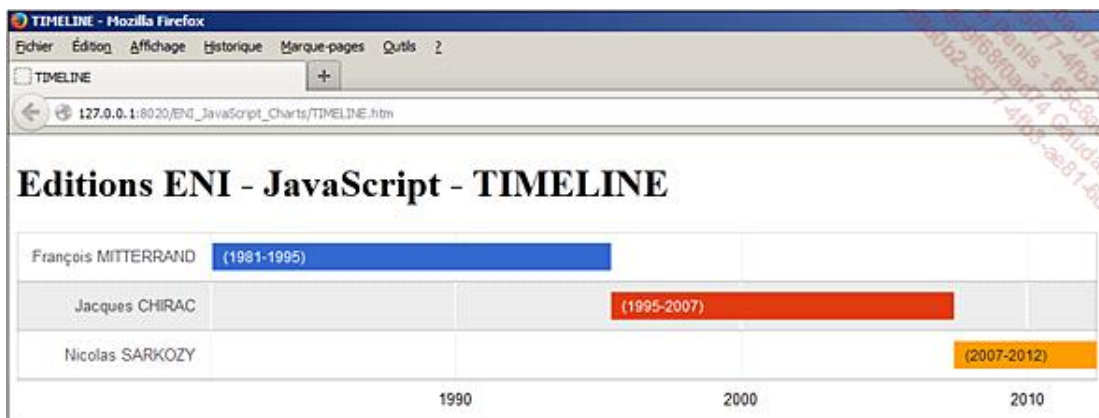 TIMELINE - Mozilla Firefox
Fichier Édition Affichage Historique Marque-pages Outils ?
TIMELINE +
127.0.0.1:8020/ENI_JavaScript_Charts/TIMELINE.htm
Editions ENI - JavaScript - TIMELINE
François MITTERRAND (1981-1995)
Jacques CHIRAC (1995-2007)
Nicolas SARKOZY (2007-2012)
1990 2000 2010